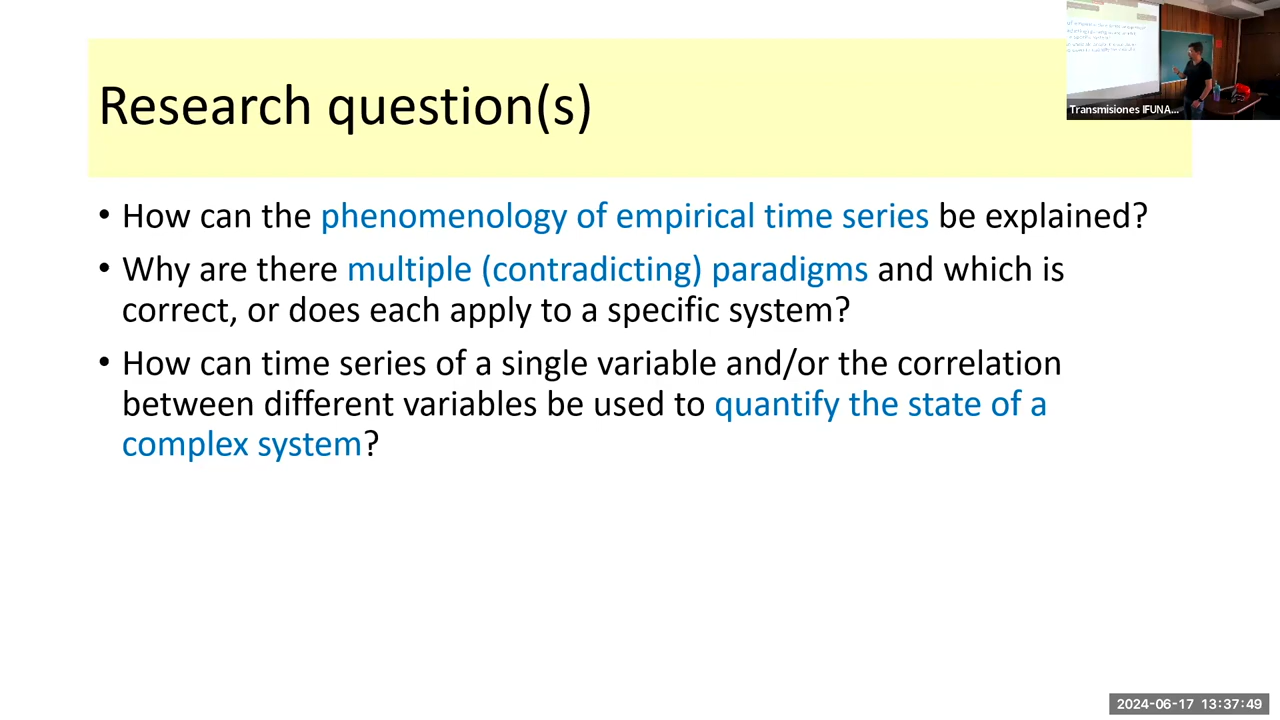 Research question(s)
• How can the phenomenology of empirical time series be explained?
• Why are there multiple (contradicting) paradigms and which is
correct, or does each apply to a specific system?
• How can time series of a single variable and/or the correlation
between different variables be used to quantify the state of a
complex system?
Transmisiones IFUNA...
2024-06-17 13:37:49